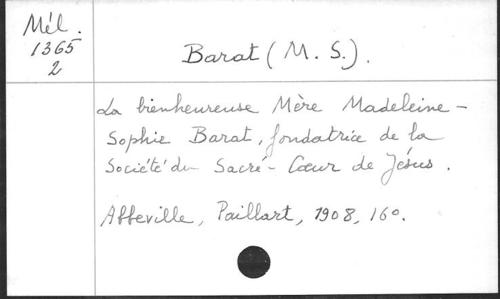 Mél.
1365
2
Barat (M. S.).
La bienheureuse Mère Madeleine-
Sophie Barat, fondatrice de la
Société du Sacré-Cœur de Jésus.
Abbeville, Paillart, 1908, 16o.